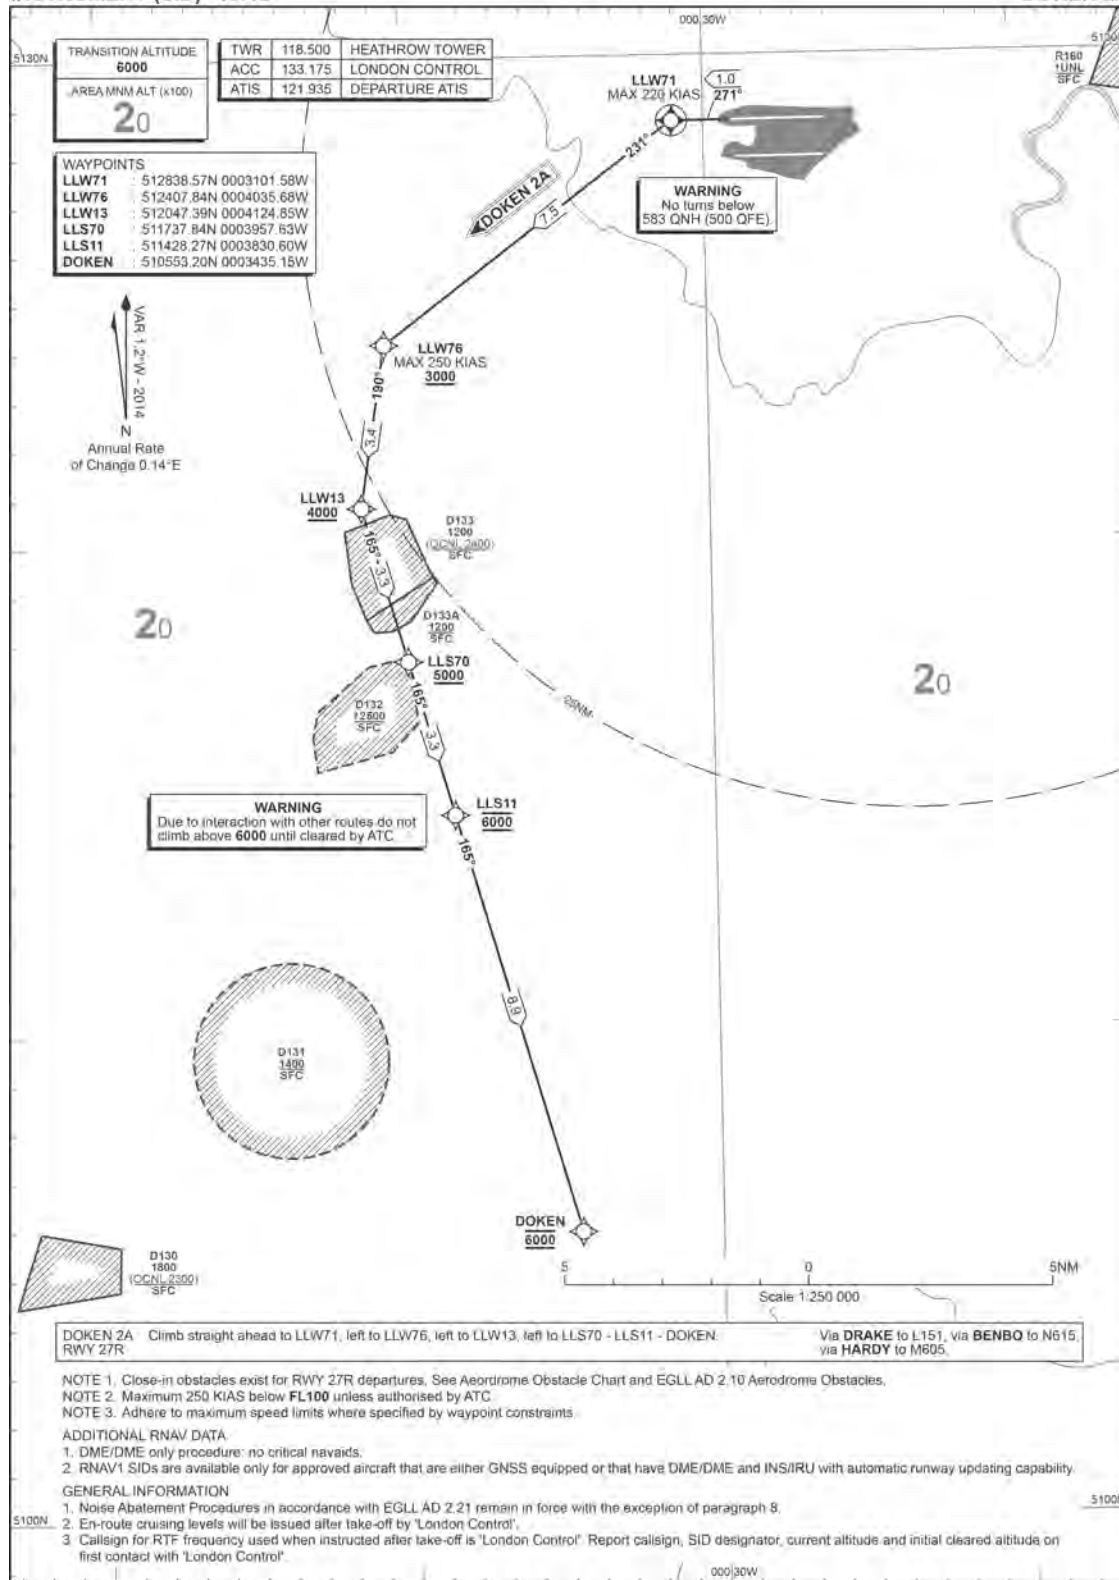 000 30W
5130N
TRANSITION ALTITUDE
6000
AREA MNM ALT (x100)
20
TWR 118.500 HEATHROW TOWER
ACC 133.175 LONDON CONTROL
ATIS 121.935 DEPARTURE ATIS
R160
†UNL
SFC
LLW71
MAX 220 KIAS
1.0
271°
231°
WAYPOINTS
LLW71 : 512838.57N 0003101.58W
LLW76 : 512407.84N 0004035.68W
LLW13 : 512047.39N 0004124.85W
LLS70 : 511737.84N 0003957.63W
LLS11 : 511428.27N 0003830.60W
DOKEN : 510553.20N 0003435.15W
WARNING
No turns below
583 QNH (500 QFE).
DOKEN 2A
7.5
VAR 1.2°W - 2014
N
Annual Rate
of Change 0.14°E
LLW76
MAX 250 KIAS
3000
190°
3.4
LLW13
4000
D133
1200
(OCNL 2400)
SFC
165°
3.3
D133A
1200
SFC
20
LLS70
5000
20
165°
D132
12500
SFC
3.3
25NM
WARNING
Due to interaction with other routes do not
climb above 6000 until cleared by ATC.
LLS11
6000
165°
8.9
D131
1400
SFC
DOKEN
6000
D130
1800
(OCNL 2300)
SFC
5 0 5NM
Scale 1:250 000
DOKEN 2A Climb straight ahead to LLW71, left to LLW76, left to LLW13, left to LLS70 - LLS11 - DOKEN. Via DRAKE to L151, via BENBO to N615,
RWY 27R via HARDY to M605.
NOTE 1. Close-in obstacles exist for RWY 27R departures. See Aeordrome Obstacle Chart and EGLL AD 2.10 Aerodrome Obstacles.
NOTE 2. Maximum 250 KIAS below FL100 unless authorised by ATC.
NOTE 3. Adhere to maximum speed limits where specified by waypoint constraints.
ADDITIONAL RNAV DATA
1. DME/DME only procedure: no critical navaids.
2. RNAV1 SIDs are available only for approved aircraft that are either GNSS equipped or that have DME/DME and INS/IRU with automatic runway updating capability.
GENERAL INFORMATION
1. Noise Abatement Procedures in accordance with EGLL AD 2.21 remain in force with the exception of paragraph 8.
2. En-route cruising levels will be issued after take-off by 'London Control'.
3. Callsign for RTF frequency used when instructed after take-off is 'London Control'. Report callsign, SID designator, current altitude and initial cleared altitude on
first contact with 'London Control'.
5100N
000 30W